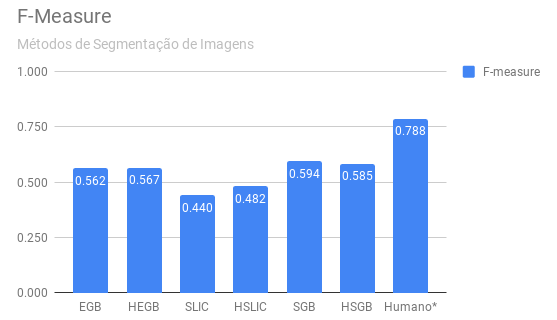 F-Measure
Métodos de Segmentação de Imagens
1.000
F-measure
0.750
0.500
0.250
0.000
0.562
0.567
0.440
0.482
0.594
0.585
0.788
EGB
HEGB
SLIC
HSLIC
SGB
HSGB
Humano*